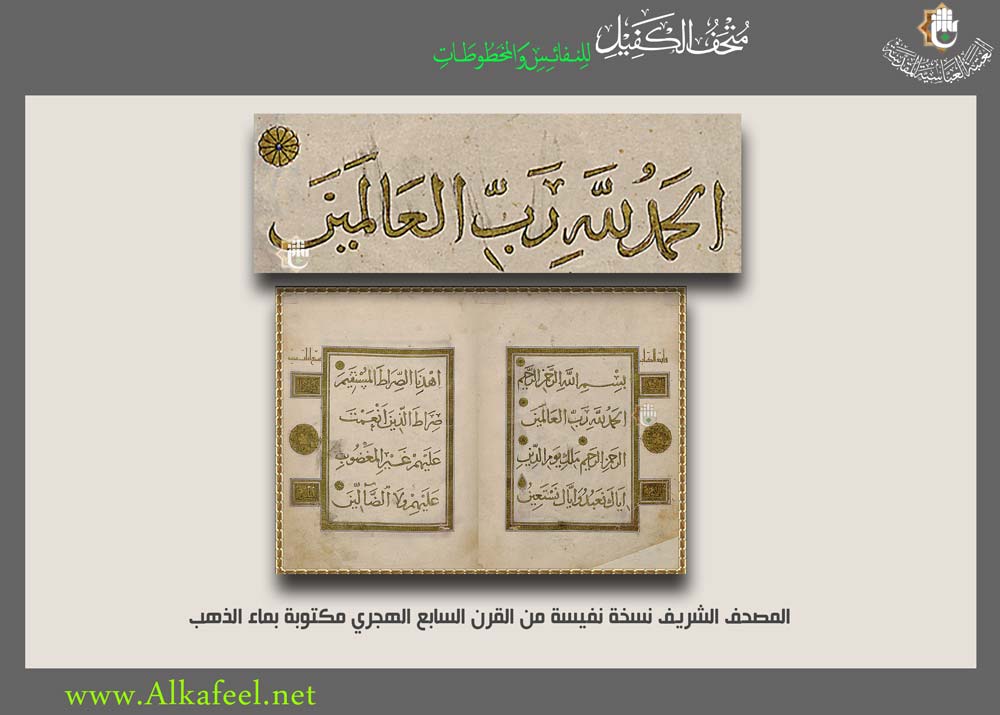 متحف الكفيل
للنفائس والمخطوطات
العتبة العباسية المقدسة
الحمد لله رب العالمين
بسم الله الرحمن الرحيم
الحمد لله رب العالمين
الرحمن الرحيم ملك يوم الدين
اياك نعبد واياك نستعين
اهدنا الصراط المستقيم
صراط الذين انعمت
عليهم غير المغضوب
عليهم ولا الضآلين
المصحف الشريف نسخة نفيسة من القرن السابع الهجري مكتوبة بماء الذهب
www.Alkafeel.net